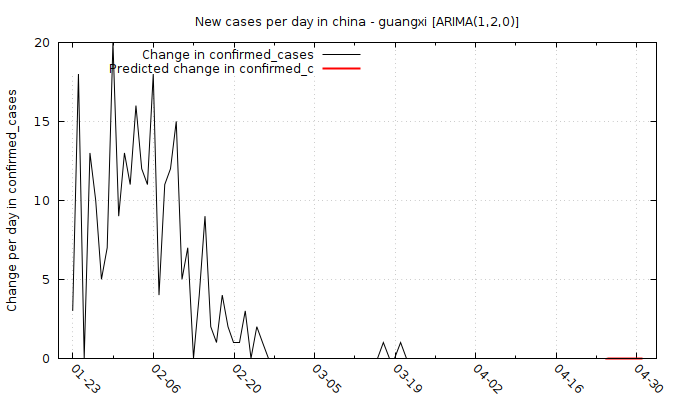 New cases per day in china - guangxi [ARIMA(1,2,0)]
Change in confirmed_cases
Predicted change in confirmed_c
Change per day in confirmed_cases
20
15
10
5
0
01-23 02-06 02-20 03-05 03-19 04-02 04-16 04-30